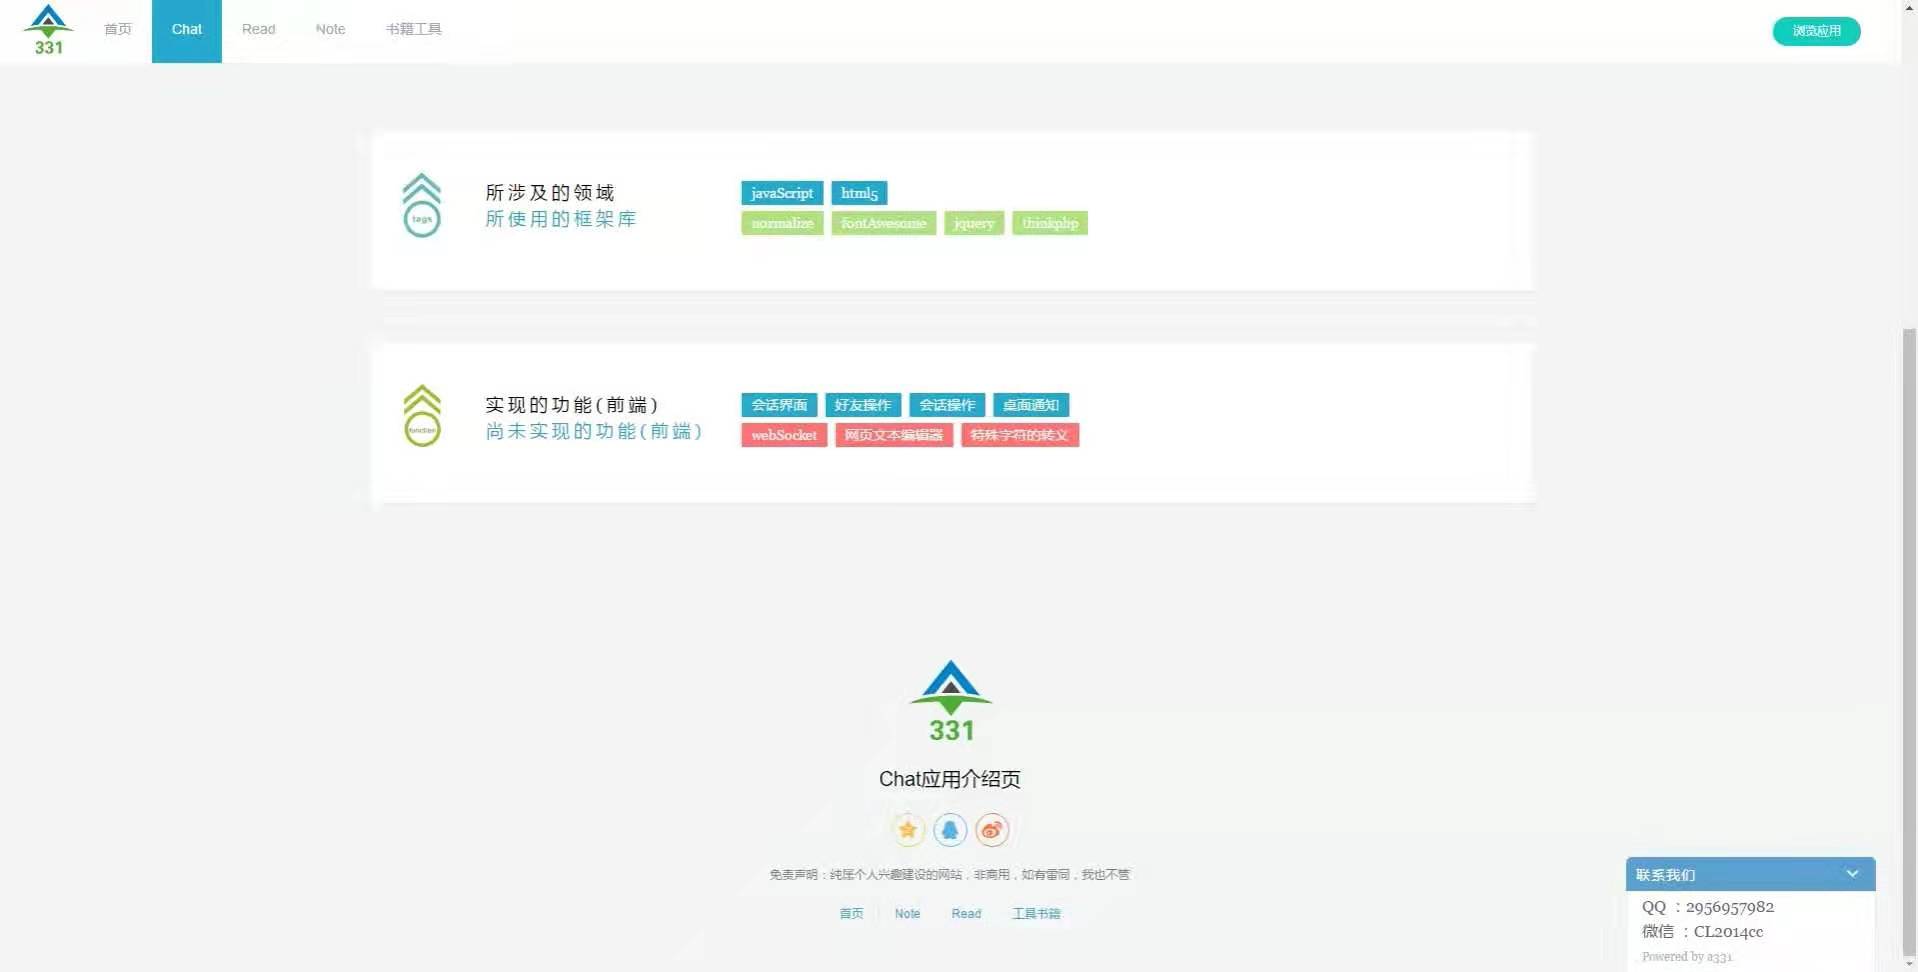 331
首页 Chat Read Note 书籍工具 浏览应用
tags
所涉及的领域 javaScript html5
所使用的框架库 normalize fontAwesome jquery thinkphp
function
实现的功能(前端) 会话界面 好友操作 会话操作 桌面通知
尚未实现的功能(前端) webSocket 网页文本编辑器 特殊字符的转义
331
Chat应用介绍页
免责声明：纯属个人兴趣建设的网站，非商用，如有雷同，我也不管
首页 Note Read 工具书籍
联系我们
QQ ：2956957982
微信 ：CL2014cc
Powered by a331